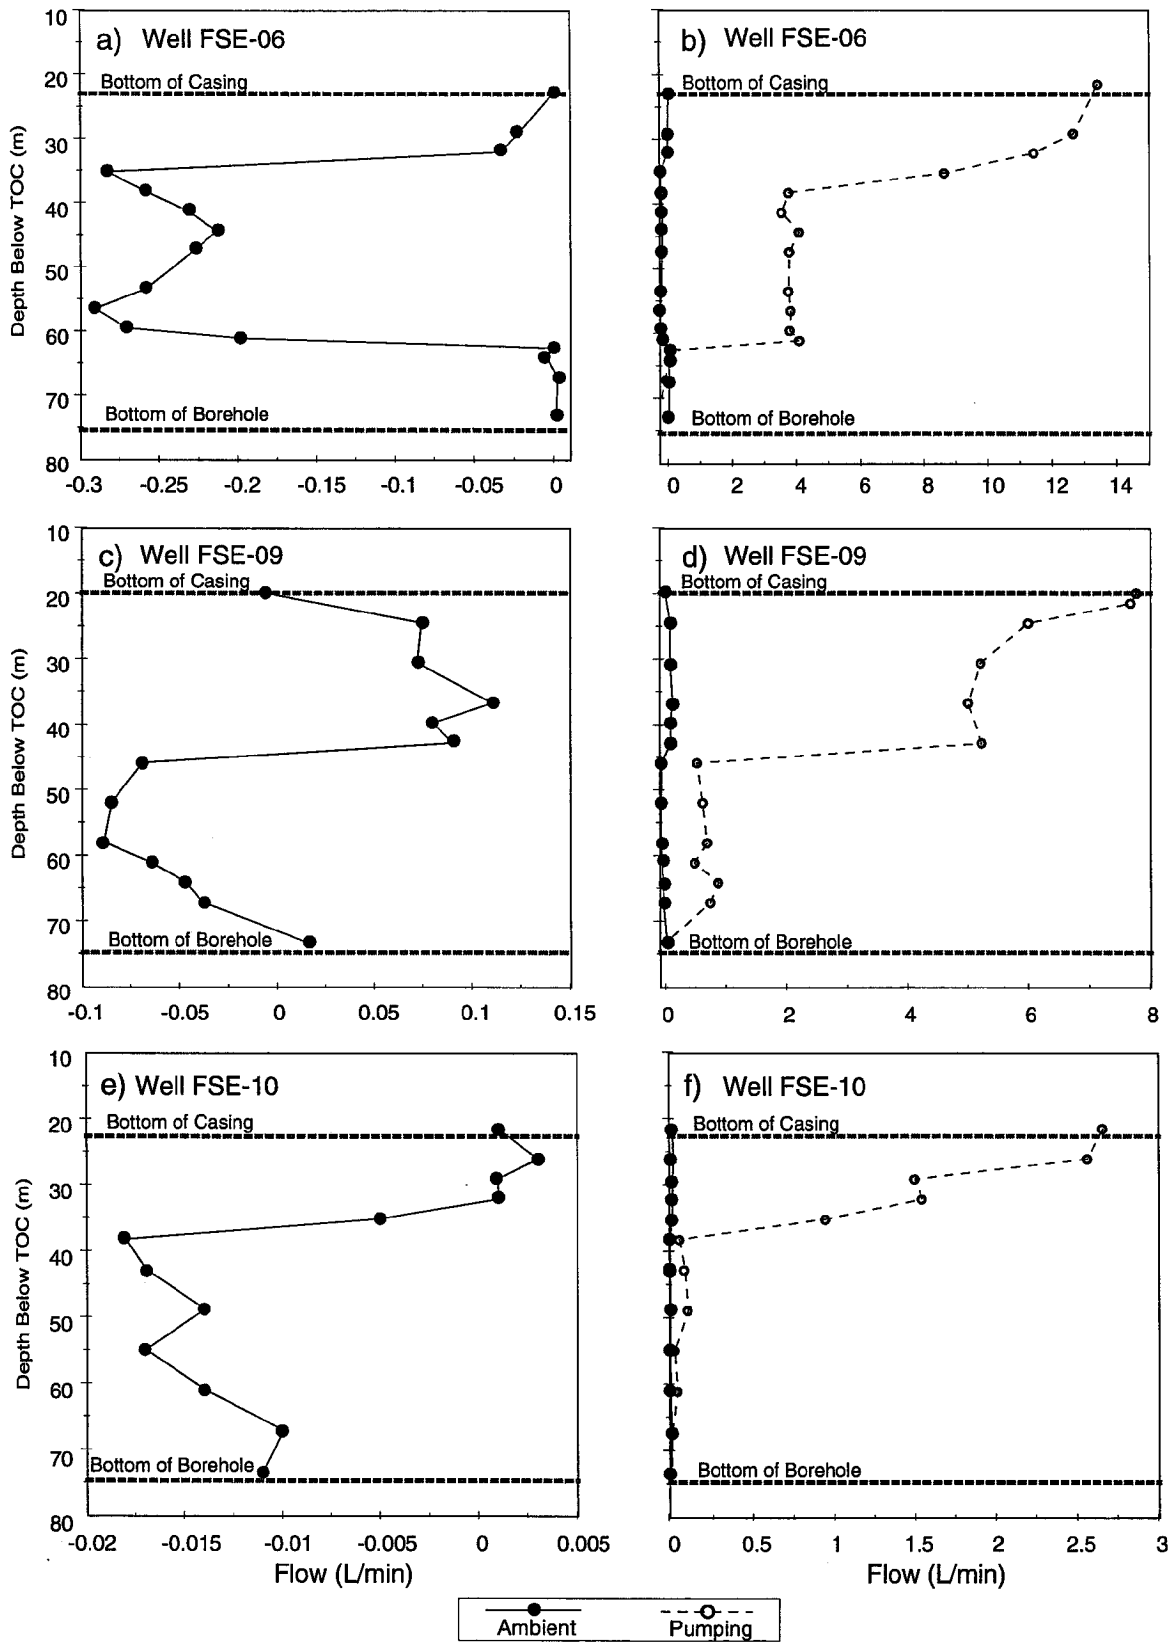 a) Well FSE-06
Bottom of Casing
Bottom of Borehole
Depth Below TOC (m)
10
20
30
40
50
60
70
80
-0.3 -0.25 -0.2 -0.15 -0.1 -0.05 0
b) Well FSE-06
Bottom of Casing
Bottom of Borehole
0 2 4 6 8 10 12 14
c) Well FSE-09
Bottom of Casing
Bottom of Borehole
Depth Below TOC (m)
10
20
30
40
50
60
70
80
-0.1 -0.05 0 0.05 0.1 0.15
d) Well FSE-09
Bottom of Casing
Bottom of Borehole
0 2 4 6 8
e) Well FSE-10
Bottom of Casing
Bottom of Borehole
Depth Below TOC (m)
10
20
30
40
50
60
70
80
-0.02 -0.015 -0.01 -0.005 0 0.005
Flow (L/min)
f) Well FSE-10
Bottom of Casing
Bottom of Borehole
0 0.5 1 1.5 2 2.5 3
Flow (L/min)
Ambient Pumping